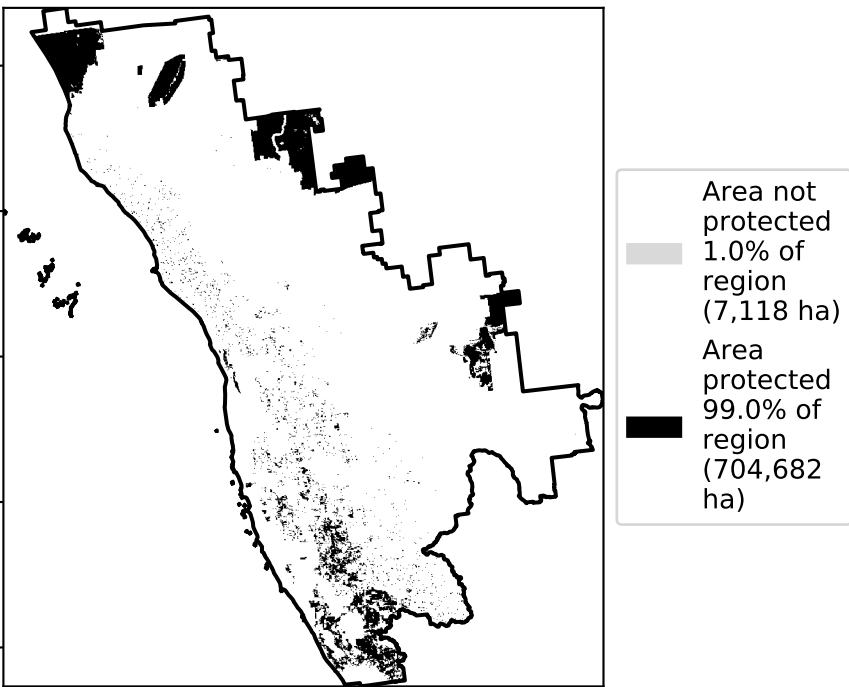 Area not
protected
1.0% of
region
(7,118 ha)
Area
protected
99.0% of
region
(704,682
ha)